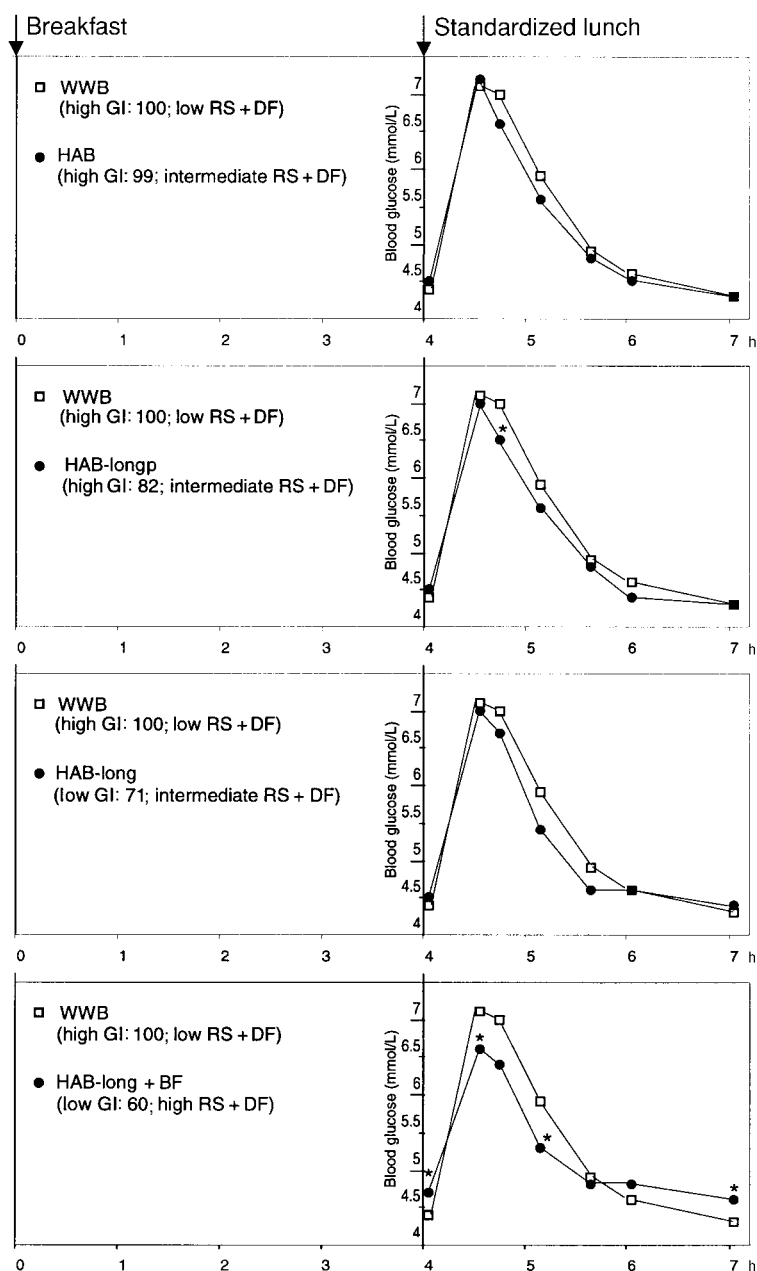 Breakfast
Standardized lunch
□ WWB
(high GI: 100; low RS + DF)
● HAB
(high GI: 99; intermediate RS + DF)
Blood glucose (mmol/L)
7
6.5
6
5.5
5
4.5
4
0 1 2 3 4 5 6 7 h
□ WWB
(high GI: 100; low RS + DF)
● HAB-longp
(high GI: 82; intermediate RS + DF)
Blood glucose (mmol/L)
7
6.5
6
5.5
5
4.5
4
*
0 1 2 3 4 5 6 7 h
□ WWB
(high GI: 100; low RS + DF)
● HAB-long
(low GI: 71; intermediate RS + DF)
Blood glucose (mmol/L)
7
6.5
6
5.5
5
4.5
4
0 1 2 3 4 5 6 7 h
□ WWB
(high GI: 100; low RS + DF)
● HAB-long + BF
(low GI: 60; high RS + DF)
Blood glucose (mmol/L)
7
6.5
6
5.5
5
4.5
4
* * * *
0 1 2 3 4 5 6 7 h